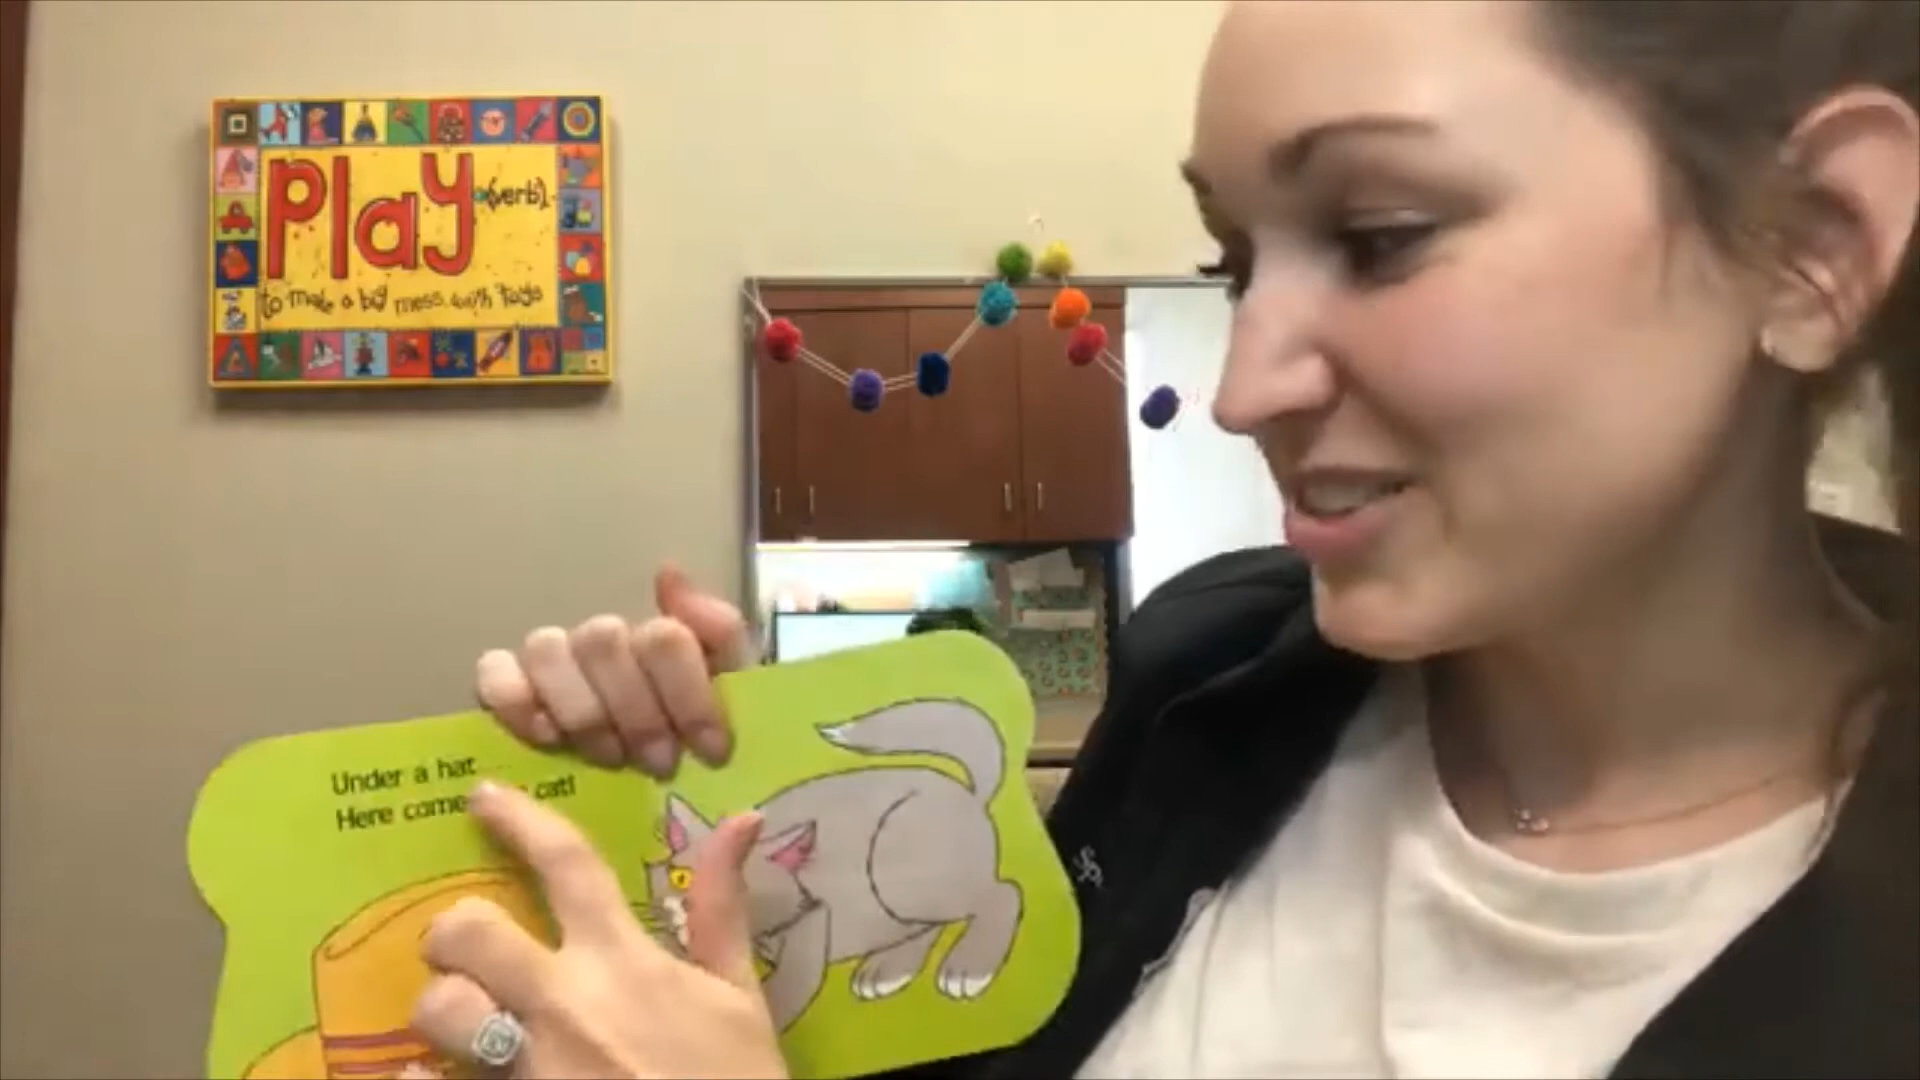 Play (verb).
to make a big mess with toys
Under a hat....
Here come cat!